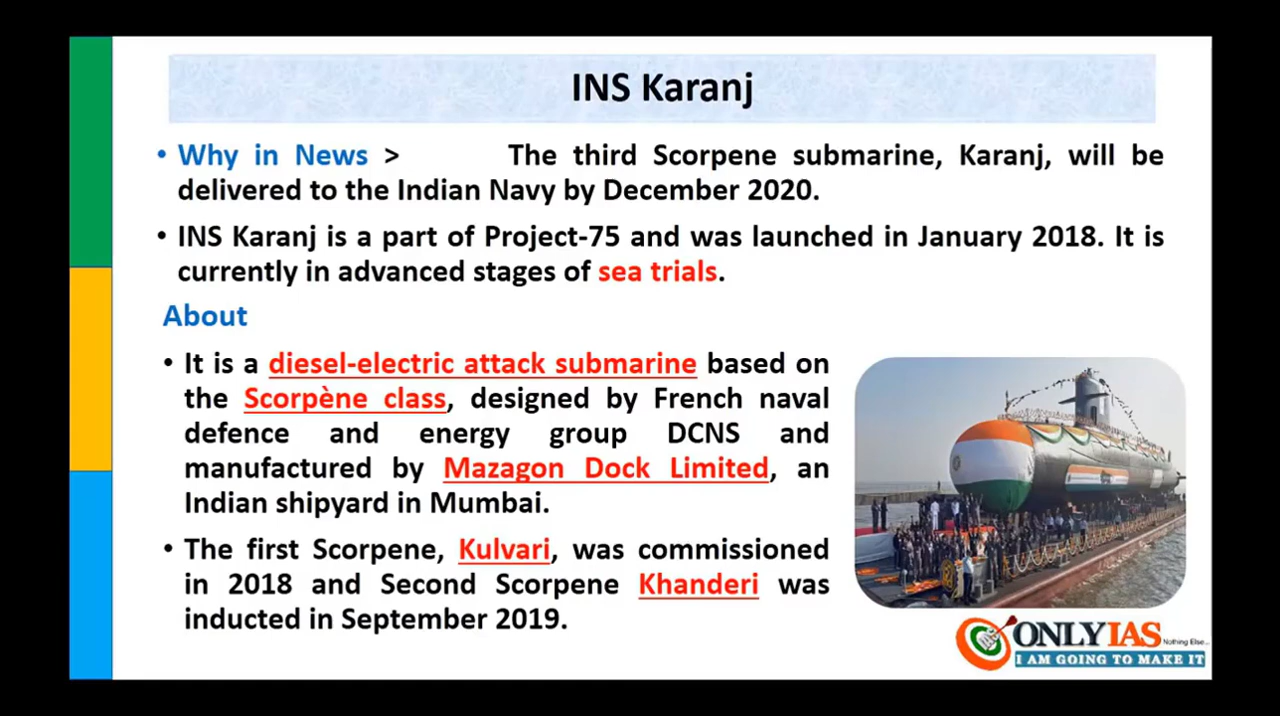 INS Karanj
• Why in News > The third Scorpene submarine, Karanj, will be
delivered to the Indian Navy by December 2020.
• INS Karanj is a part of Project-75 and was launched in January 2018. It is
currently in advanced stages of sea trials.
About
• It is a diesel-electric attack submarine based on
the Scorpène class, designed by French naval
defence and energy group DCNS and
manufactured by Mazagon Dock Limited, an
Indian shipyard in Mumbai.
• The first Scorpene, Kulvari, was commissioned
in 2018 and Second Scorpene Khanderi was
inducted in September 2019.
ONLYIAS Nothing Else...
I AM GOING TO MAKE IT